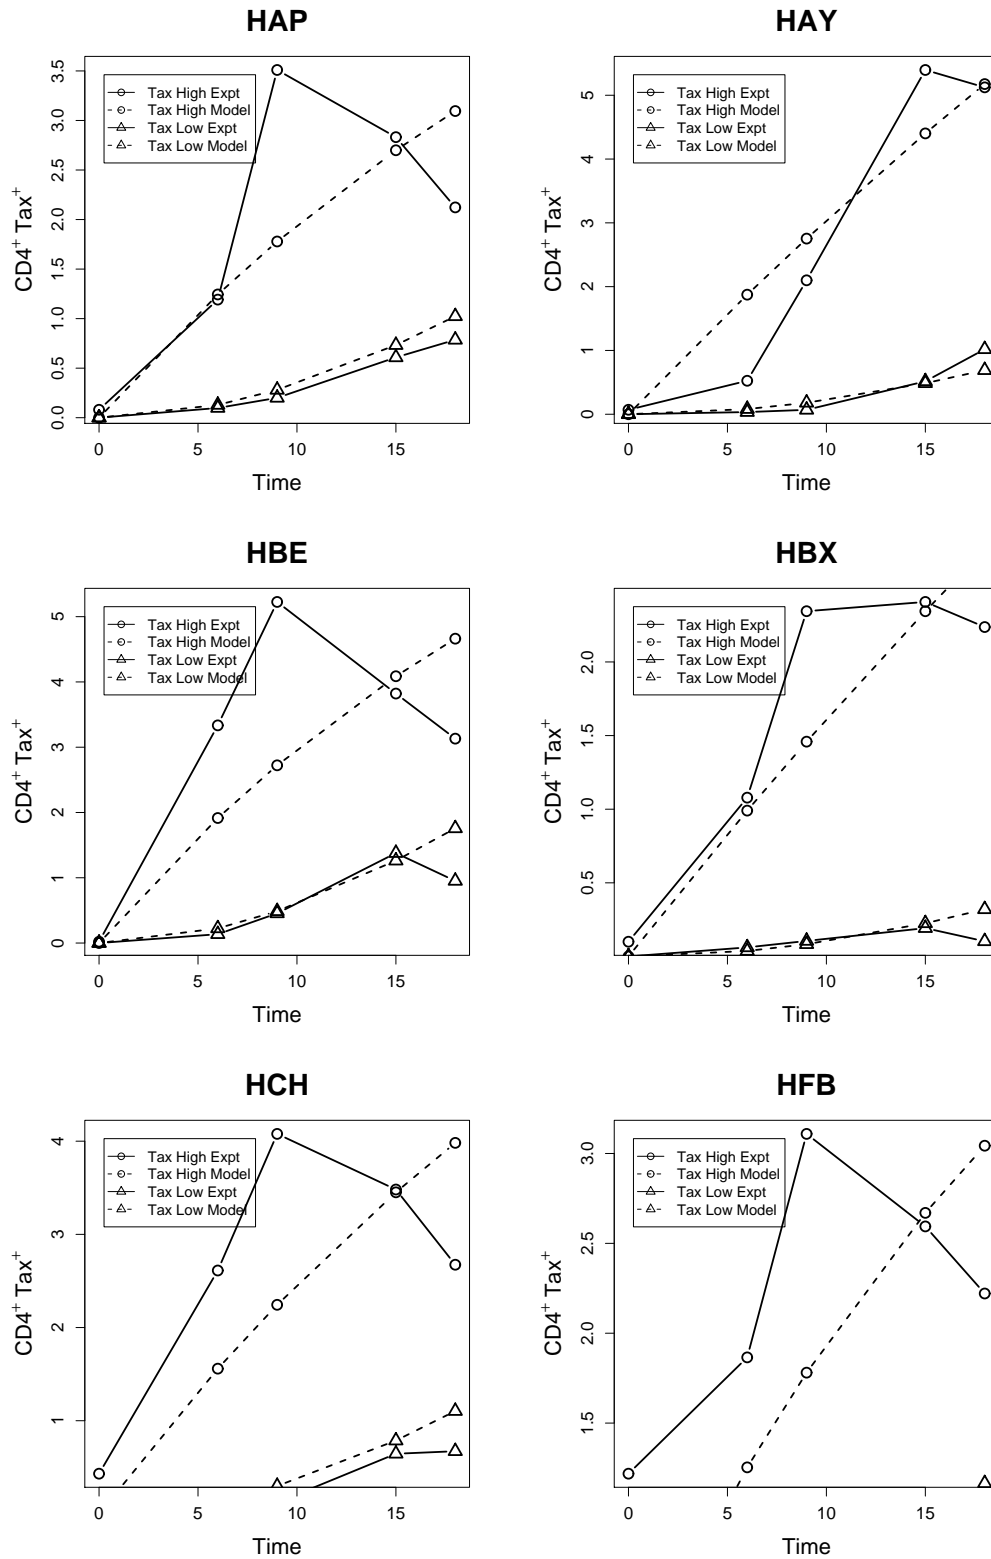 HAP
CD4+ Tax+
3.5
3.0
2.5
2.0
1.5
1.0
0.5
0.0
Tax High Expt
Tax High Model
Tax Low Expt
Tax Low Model
0 5 10 15
Time
HAY
CD4+ Tax+
5
4
3
2
1
0
Tax High Expt
Tax High Model
Tax Low Expt
Tax Low Model
0 5 10 15
Time
HBE
CD4+ Tax+
5
4
3
2
1
0
Tax High Expt
Tax High Model
Tax Low Expt
Tax Low Model
0 5 10 15
Time
HBX
CD4+ Tax+
2.0
1.5
1.0
0.5
Tax High Expt
Tax High Model
Tax Low Expt
Tax Low Model
0 5 10 15
Time
HCH
CD4+ Tax+
4
3
2
1
Tax High Expt
Tax High Model
Tax Low Expt
Tax Low Model
0 5 10 15
Time
HFB
CD4+ Tax+
3.0
2.5
2.0
1.5
Tax High Expt
Tax High Model
Tax Low Expt
Tax Low Model
0 5 10 15
Time